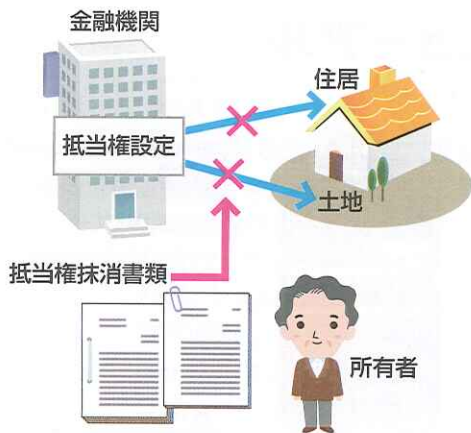 金融機関
住居
抵当権設定
土地
抵当権抹消書類
所有者